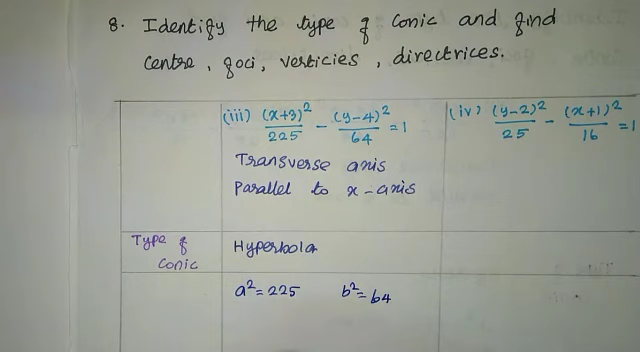 8. Identify the type of Conic and find
Centre, foci, verticies, directrices.
(iii) (x+3)²/225 - (y-4)²/64 = 1
(iv) (y-2)²/25 - (x+1)²/16 = 1
Transverse axis
Parallel to x-axis
Type of
Conic
Hyperbola
a²=225 b²=64